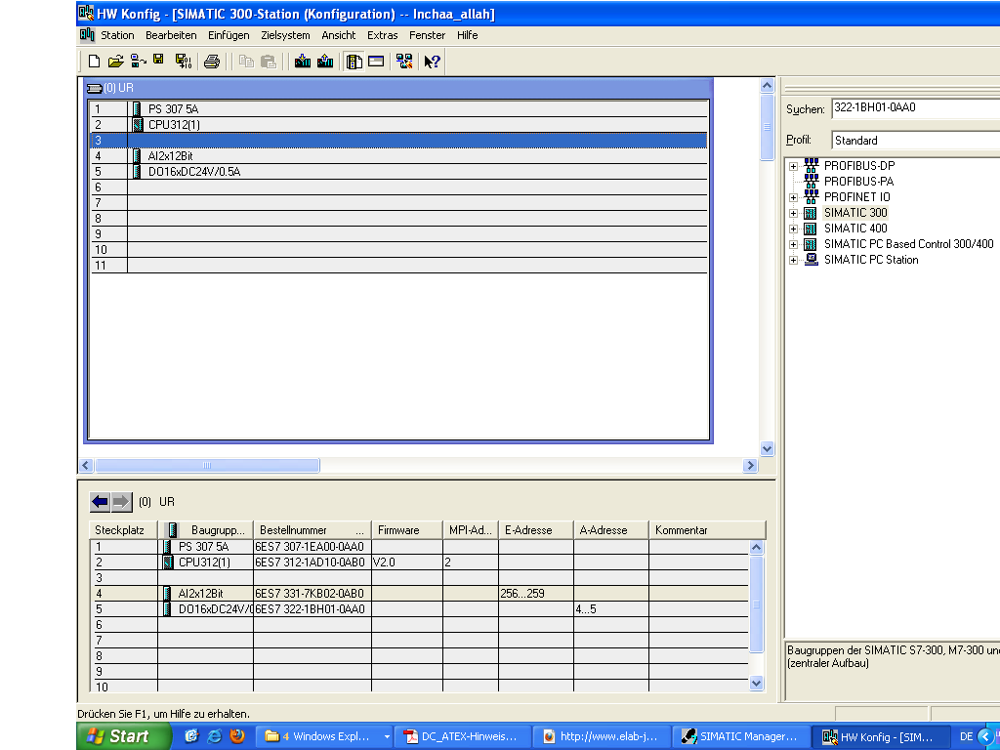 HW Konfig - [SIMATIC 300-Station (Konfiguration) -- Inchaa_allah]
Station Bearbeiten Einfügen Zielsystem Ansicht Extras Fenster Hilfe
(0) UR
1 PS 307 5A
2 CPU312(1)
3
4 AI2x12Bit
5 DO16xDC24V/0.5A
6
7
8
9
10
11
Suchen: 322-1BH01-0AA0
Profil: Standard
PROFIBUS-DP
PROFIBUS-PA
PROFINET IO
SIMATIC 300
SIMATIC 400
SIMATIC PC Based Control 300/400
SIMATIC PC Station
(0) UR
Steckplatz Baugrupp... Bestellnummer ... Firmware MPI-Ad... E-Adresse A-Adresse Kommentar
1 PS 307 5A 6ES7 307-1EA00-0AA0
2 CPU312(1) 6ES7 312-1AD10-0AB0 V2.0 2
3
4 AI2x12Bit 6ES7 331-7KB02-0AB0 256...259
5 DO16xDC24V/0 6ES7 322-1BH01-0AA0 4...5
6
7
8
9
10
Baugruppen der SIMATIC S7-300, M7-300 und
(zentraler Aufbau)
Drücken Sie F1, um Hilfe zu erhalten.
Start 4 Windows Expl... DC_ATEX-Hinweis... http://www.elab-j... SIMATIC Manager... HW Konfig - [SIM... DE